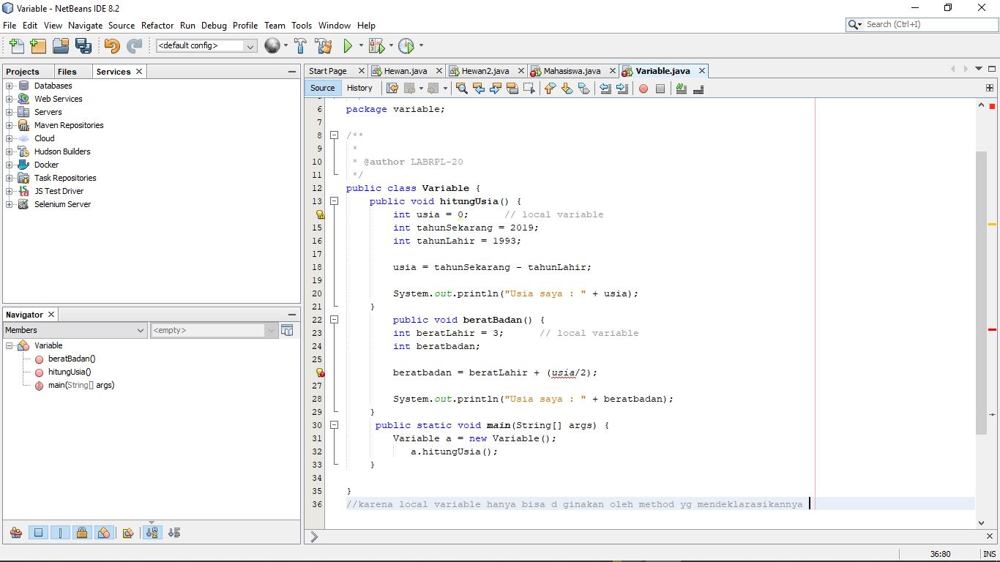 Variable - NetBeans IDE 8.2
File Edit View Navigate Source Refactor Run Debug Profile Team Tools Window Help
Search (Ctrl+I)
<default config>
Projects Files Services
Databases
Web Services
Servers
Maven Repositories
Cloud
Hudson Builders
Docker
Task Repositories
JS Test Driver
Selenium Server
Navigator
Members <empty>
Variable
beratBadan()
hitungUsia()
main(String[] args)
Start Page Hewan.java Hewan2.java Mahasiswa.java Variable.java
Source History
6 package variable;
7
8 /**
9 *
10 * @author LABRPL-20
11 */
12 public class Variable {
13 public void hitungUsia() {
int usia = 0; // local variable
15 int tahunSekarang = 2019;
16 int tahunLahir = 1993;
17
18 usia = tahunSekarang - tahunLahir;
19
20 System.out.println("Usia saya : " + usia);
21 }
22 public void beratBadan() {
23 int beratLahir = 3; // local variable
24 int beratbadan;
25
beratbadan = beratLahir + (usia/2);
27
28 System.out.println("Usia saya : " + beratbadan);
29 }
30 public static void main(String[] args) {
31 Variable a = new Variable();
32 a.hitungUsia();
33 }
34
35 }
36 //karena local variable hanya bisa d ginakan oleh method yg mendeklarasikannya
36:80 INS